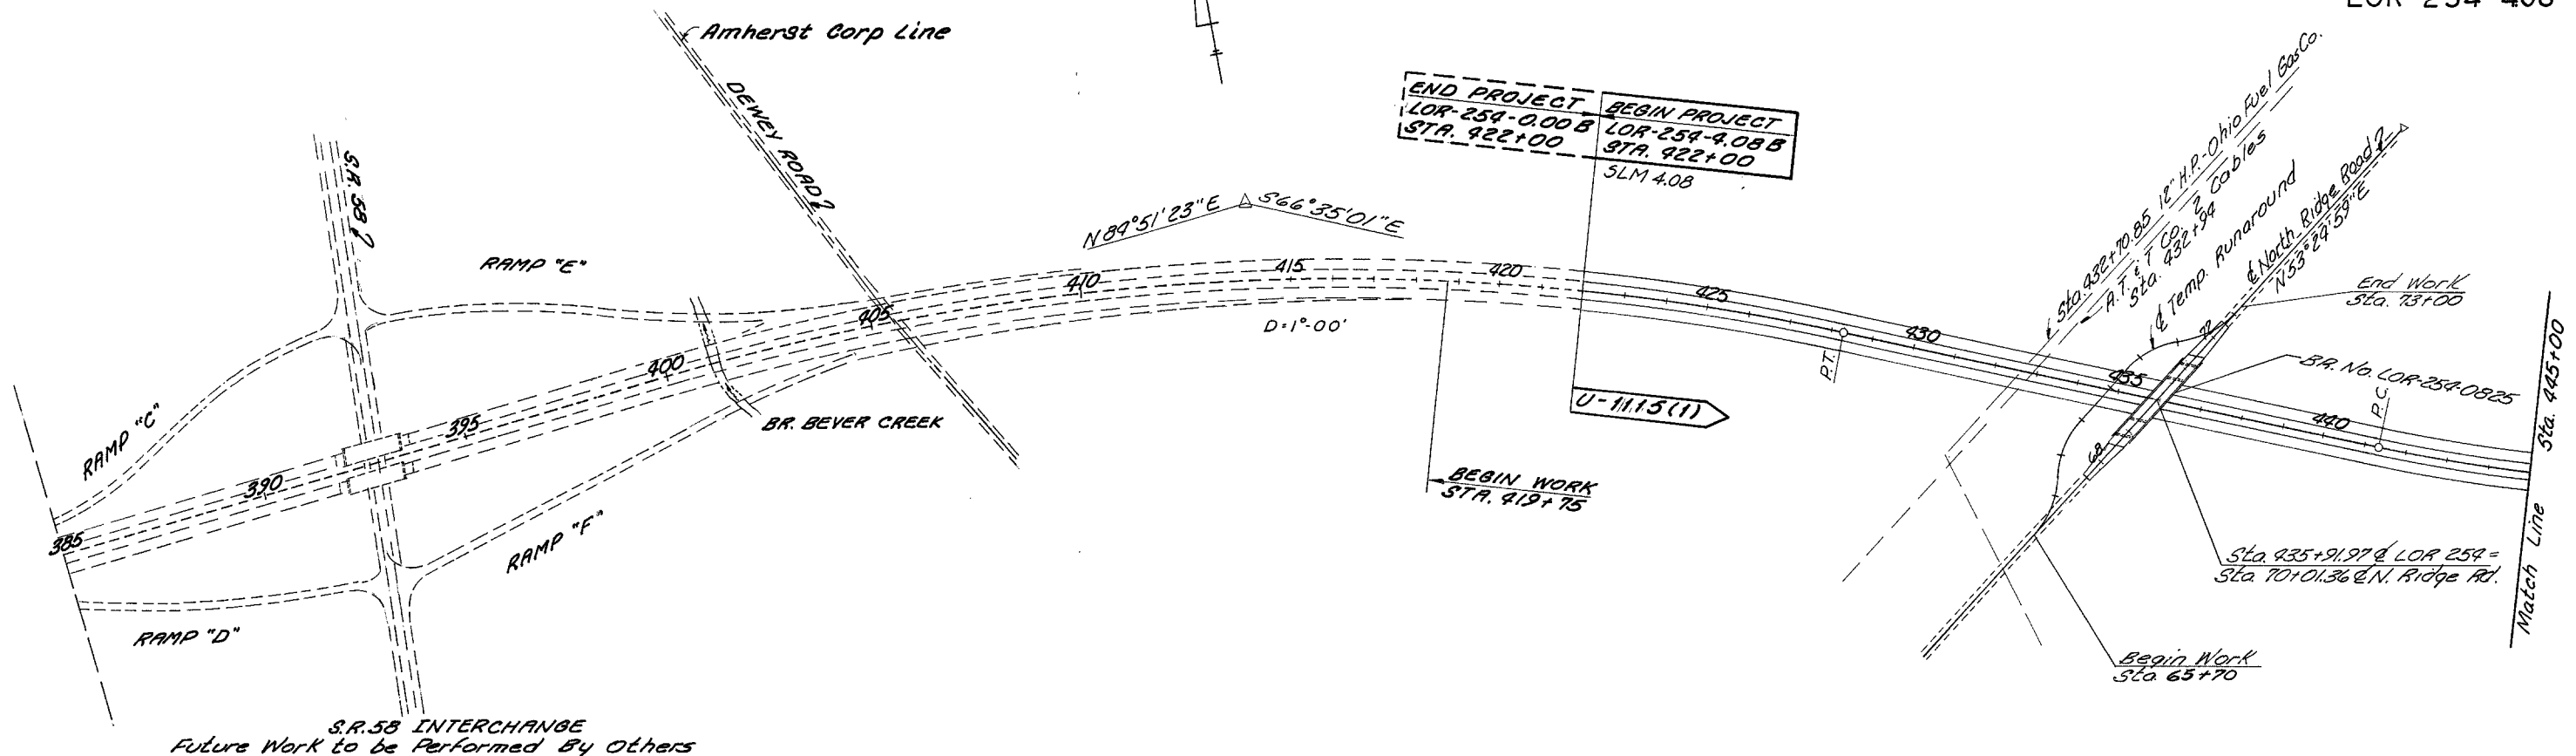 LOR 254 408
Amherst Corp Line
DEWEY ROAD
S.R. 58
RAMP "E"
RAMP "C"
RAMP "D"
RAMP "F"
BR. BEVER CREEK
END PROJECT
LOR-254-0.00 B
STA. 422+00
BEGIN PROJECT
LOR-254-4.08 B
STA. 422+00
SLM 4.08
N 84°51'23" E
S66°35'01"E
385
390
395
400
405
410
415
420
425
430
435
440
D=1°-00'
BEGIN WORK
STA. 419+75
U-1115(1)
P.T.
P.C.
Sta. 432+70.85 12" H.P.-Ohio Fuel Gas Co.
A.T. & T Co. 2 Cables
Sta. 432+94
℄ Temp. Runaround
℄ North Ridge Road
N 53°24'59"E
End Work
Sta. 73+00
72
68
BR. No. LOR-254-0825
Sta. 435+91.97 ℄ LOR 254 =
Sta. 70+01.36 ℄ N. Ridge Rd.
Begin Work
Sta. 65+70
Match Line Sta. 445+00
S.R.58 INTERCHANGE
Future Work to be Performed By Others